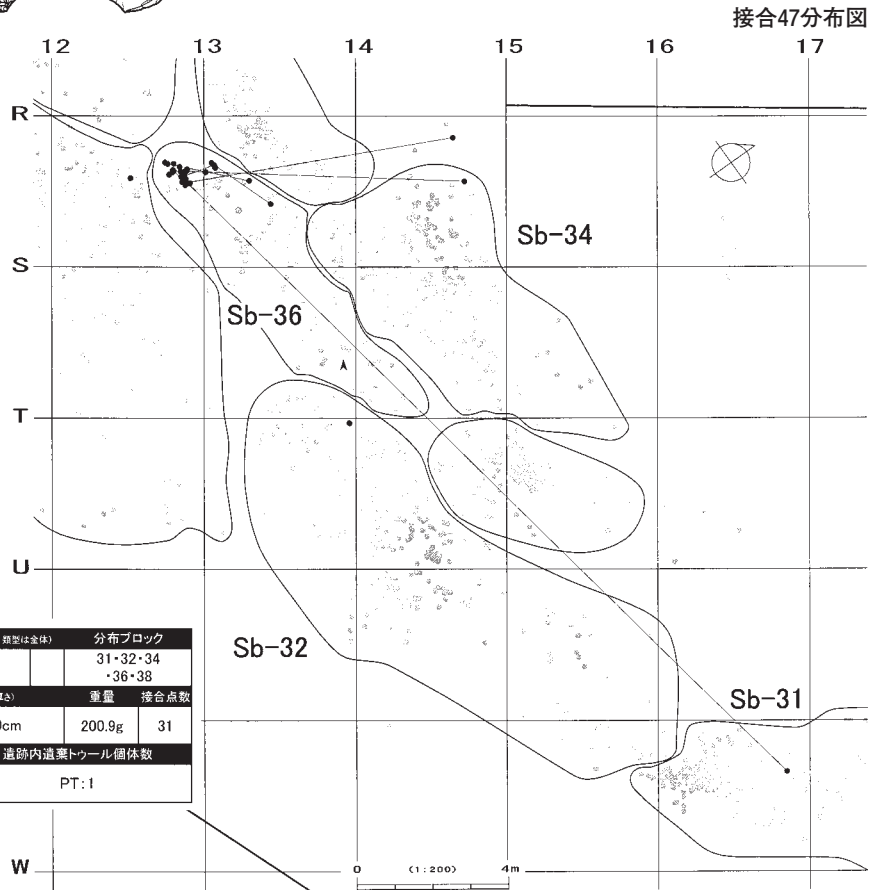 接合47分布図
12 13 14 15 16 17
R
Sb-34
S
Sb-36
T
U
Sb-32
Sb-31
類型は全体) 分布ブロック
31・32・34
・36・38
重量 接合点数
cm 200.9g 31
遺跡内遺棄トゥール個体数
PT:1
W
0 (1:200) 4m